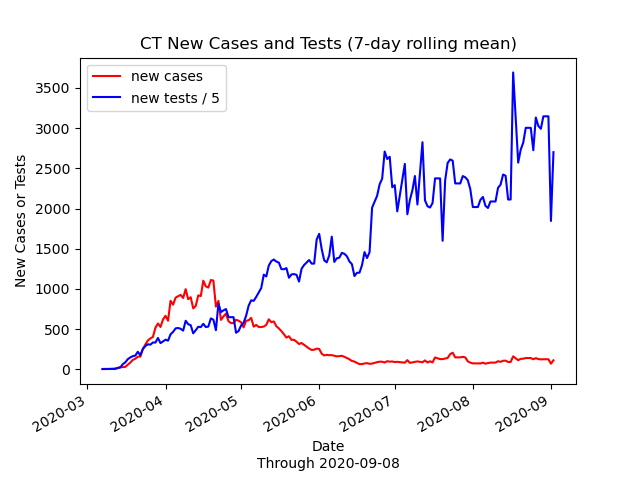 CT New Cases and Tests (7-day rolling mean)
new cases
new tests / 5
New Cases or Tests
3500
3000
2500
2000
1500
1000
500
0
2020-03
2020-04
2020-05
2020-06
2020-07
2020-08
2020-09
Date
Through 2020-09-08